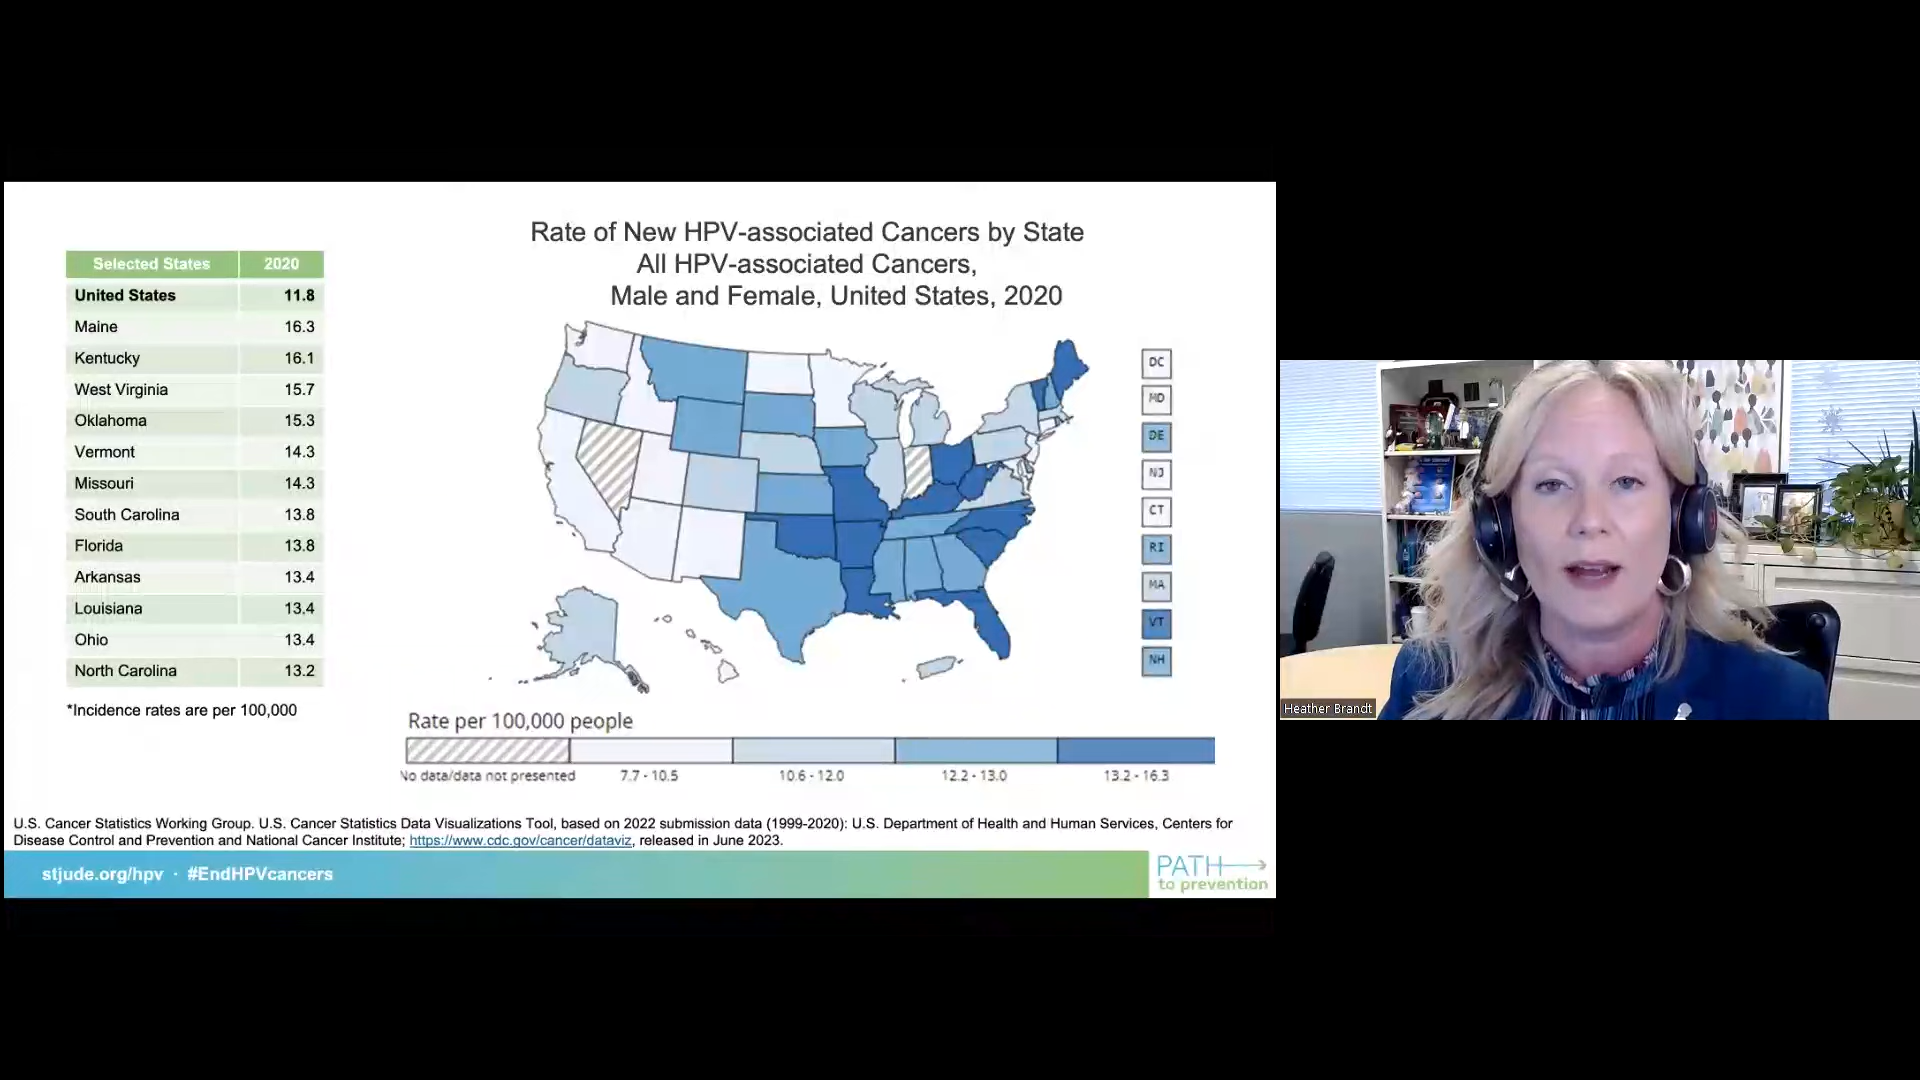 Rate of New HPV-associated Cancers by State
All HPV-associated Cancers,
Male and Female, United States, 2020
Selected States 2020
United States 11.8
Maine 16.3
Kentucky 16.1
West Virginia 15.7
Oklahoma 15.3
Vermont 14.3
Missouri 14.3
South Carolina 13.8
Florida 13.8
Arkansas 13.4
Louisiana 13.4
Ohio 13.4
North Carolina 13.2
*Incidence rates are per 100,000
DC
MD
DE
NJ
CT
RI
MA
VT
NH
Rate per 100,000 people
No data/data not presented 7.7 - 10.5 10.6 - 12.0 12.2 - 13.0 13.2 - 16.3
U.S. Cancer Statistics Working Group. U.S. Cancer Statistics Data Visualizations Tool, based on 2022 submission data (1999-2020): U.S. Department of Health and Human Services, Centers for
Disease Control and Prevention and National Cancer Institute; https://www.cdc.gov/cancer/dataviz, released in June 2023.
stjude.org/hpv · #EndHPVcancers
PATH
to prevention
Heather Brandt